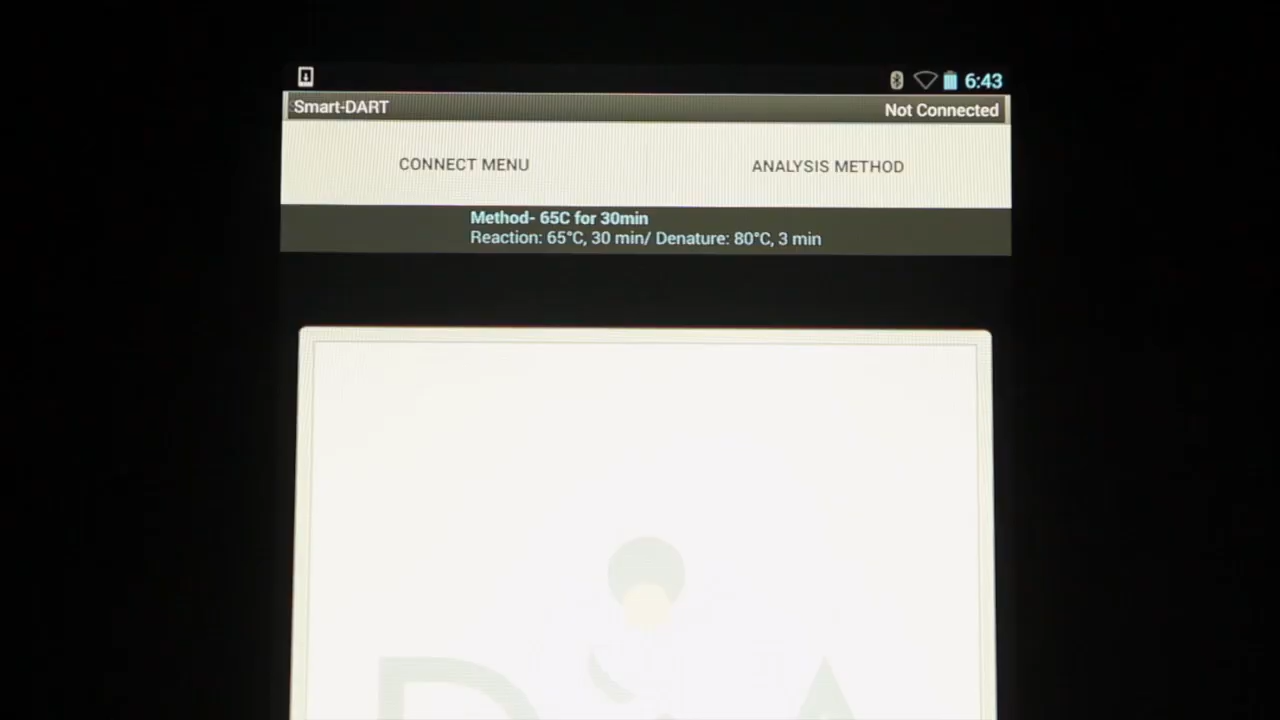 6:43
Smart-DART
Not Connected
CONNECT MENU
ANALYSIS METHOD
Method- 65C for 30min
Reaction: 65°C, 30 min/ Denature: 80°C, 3 min
D A